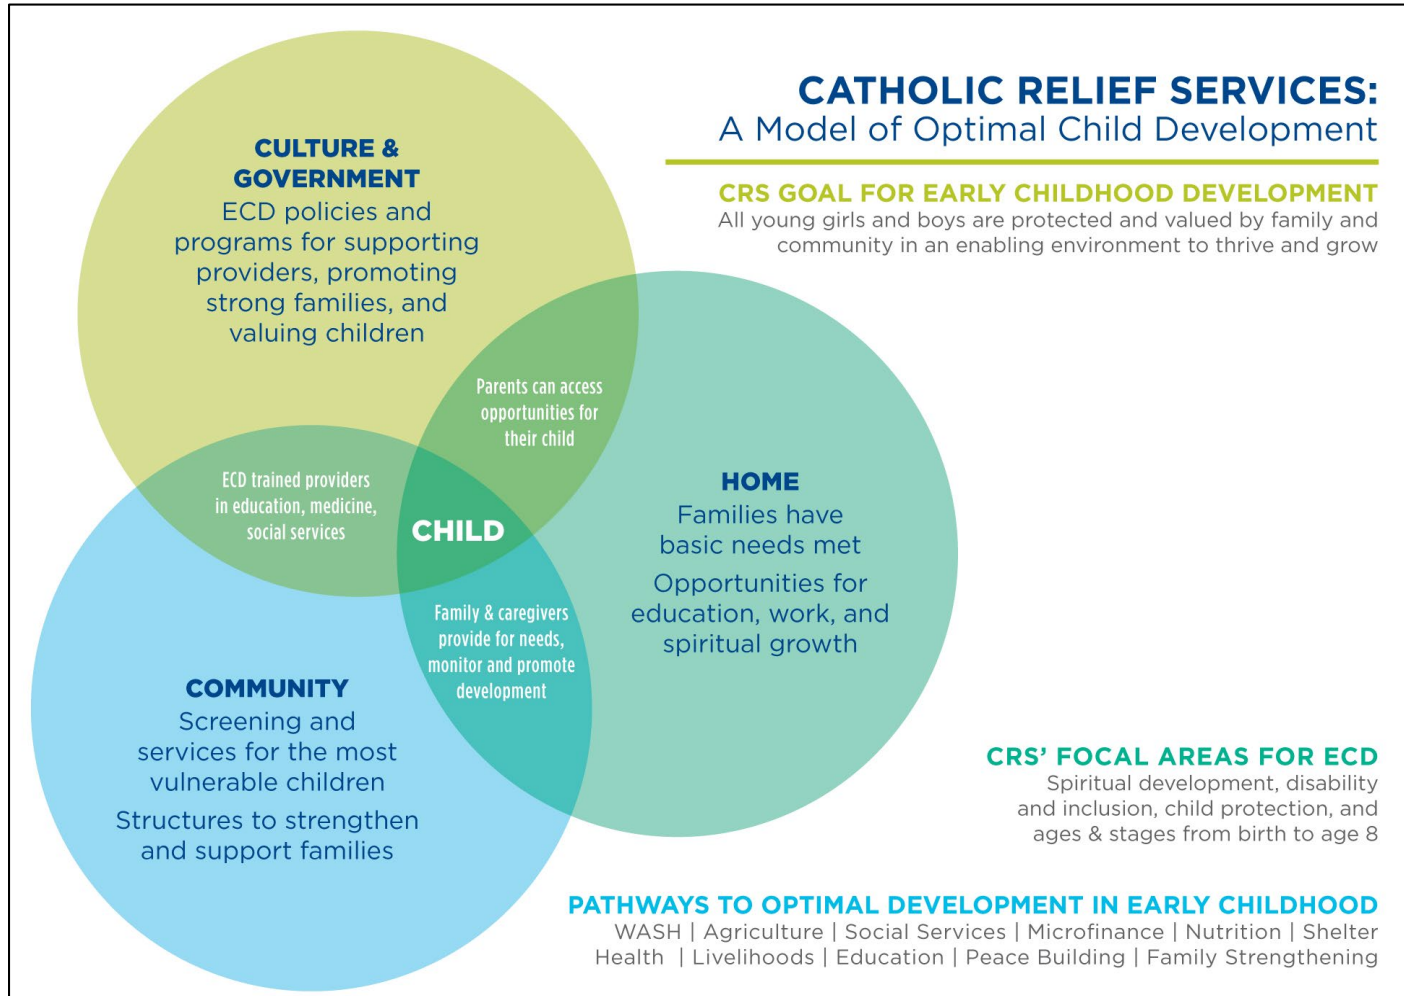 CATHOLIC RELIEF SERVICES:
A Model of Optimal Child Development
CRS GOAL FOR EARLY CHILDHOOD DEVELOPMENT
All young girls and boys are protected and valued by family and
community in an enabling environment to thrive and grow
CULTURE &
GOVERNMENT
ECD policies and
programs for supporting
providers, promoting
strong families, and
valuing children
Parents can access
opportunities for
their child
ECD trained providers
in education, medicine,
social services
CHILD
HOME
Families have
basic needs met
Opportunities for
education, work, and
spiritual growth
Family & caregivers
provide for needs,
monitor and promote
development
COMMUNITY
Screening and
services for the most
vulnerable children
Structures to strengthen
and support families
CRS' FOCAL AREAS FOR ECD
Spiritual development, disability
and inclusion, child protection, and
ages & stages from birth to age 8
PATHWAYS TO OPTIMAL DEVELOPMENT IN EARLY CHILDHOOD
WASH | Agriculture | Social Services | Microfinance | Nutrition | Shelter
Health | Livelihoods | Education | Peace Building | Family Strengthening